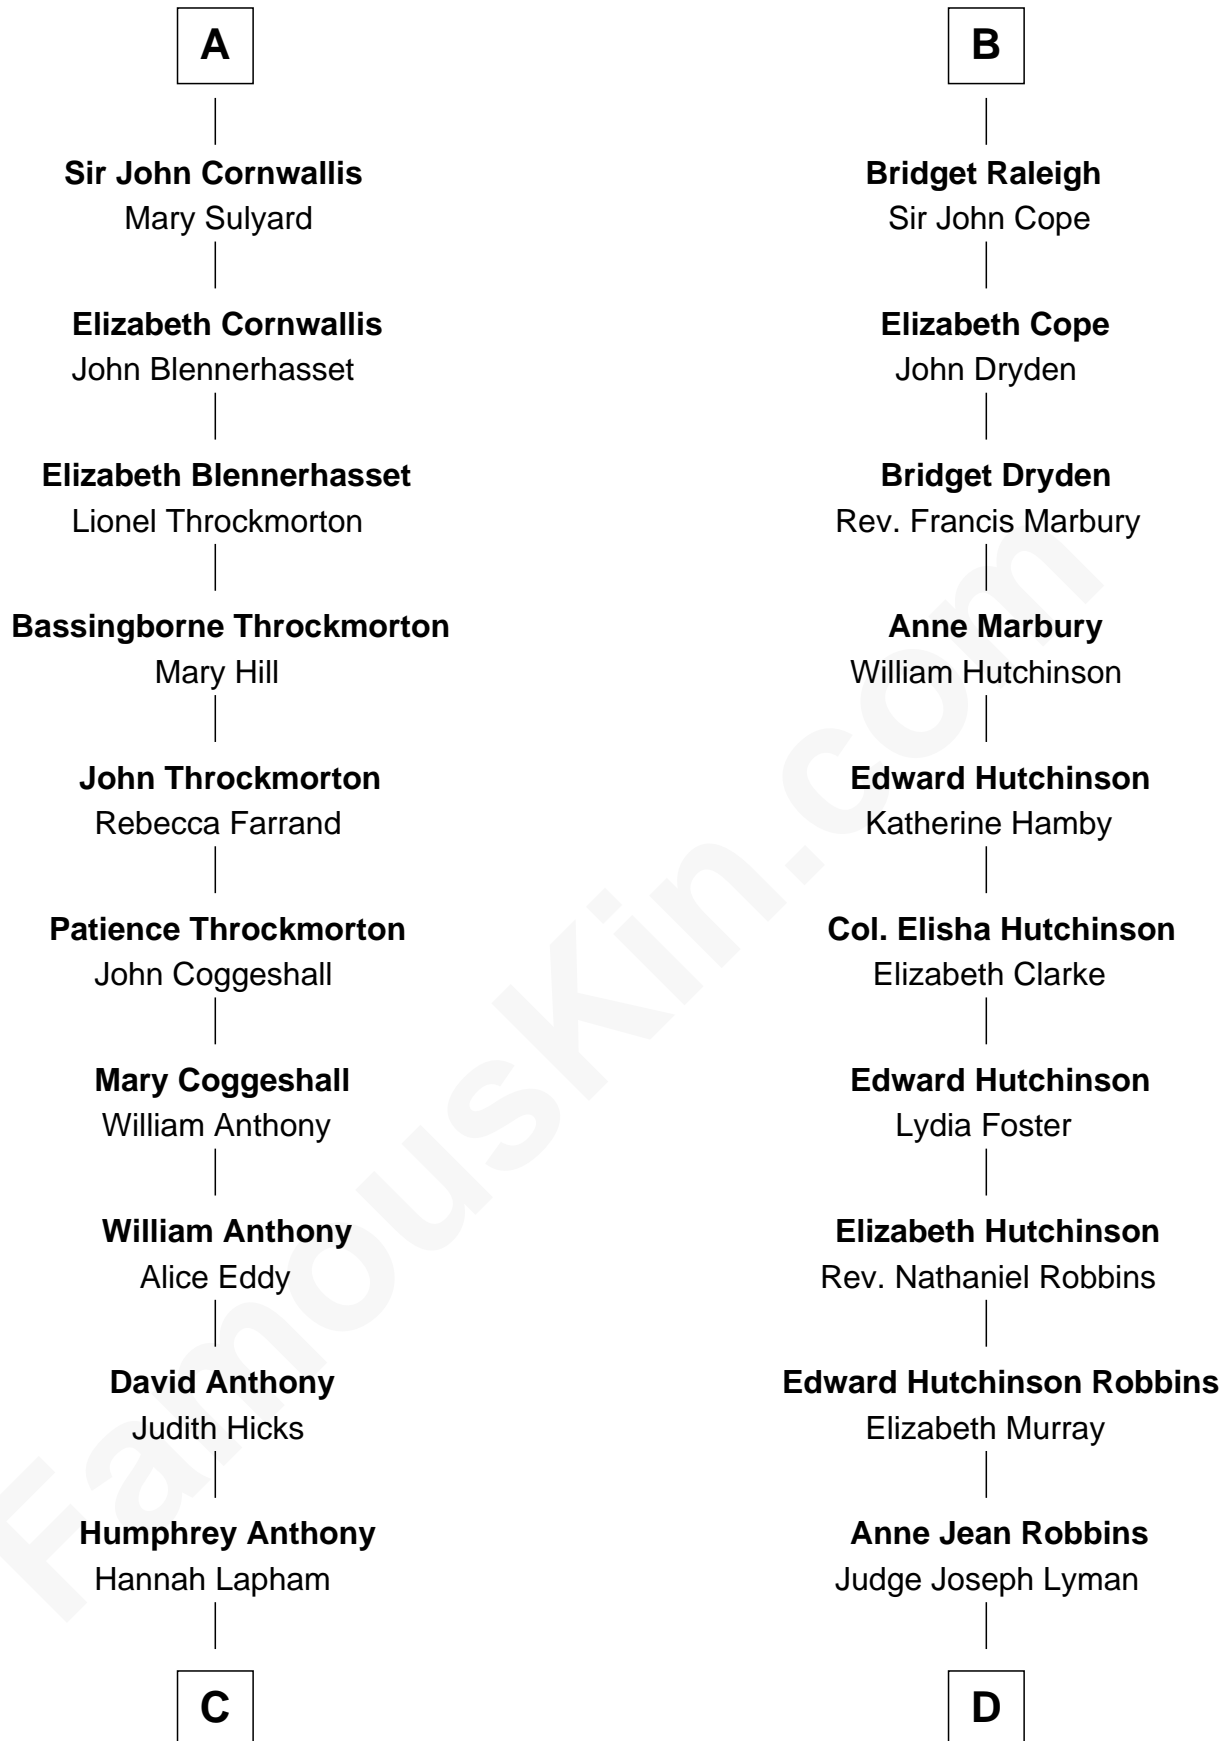 A
Sir John Cornwallis
Mary Sulyard
Elizabeth Cornwallis
John Blennerhasset
Elizabeth Blennerhasset
Lionel Throckmorton
Bassingborne Throckmorton
Mary Hill
John Throckmorton
Rebecca Farrand
Patience Throckmorton
John Coggeshall
Mary Coggeshall
William Anthony
William Anthony
Alice Eddy
David Anthony
Judith Hicks
Humphrey Anthony
Hannah Lapham
C
B
Bridget Raleigh
Sir John Cope
Elizabeth Cope
John Dryden
Bridget Dryden
Rev. Francis Marbury
Anne Marbury
William Hutchinson
Edward Hutchinson
Katherine Hamby
Col. Elisha Hutchinson
Elizabeth Clarke
Edward Hutchinson
Lydia Foster
Elizabeth Hutchinson
Rev. Nathaniel Robbins
Edward Hutchinson Robbins
Elizabeth Murray
Anne Jean Robbins
Judge Joseph Lyman
D
FamousKin.com